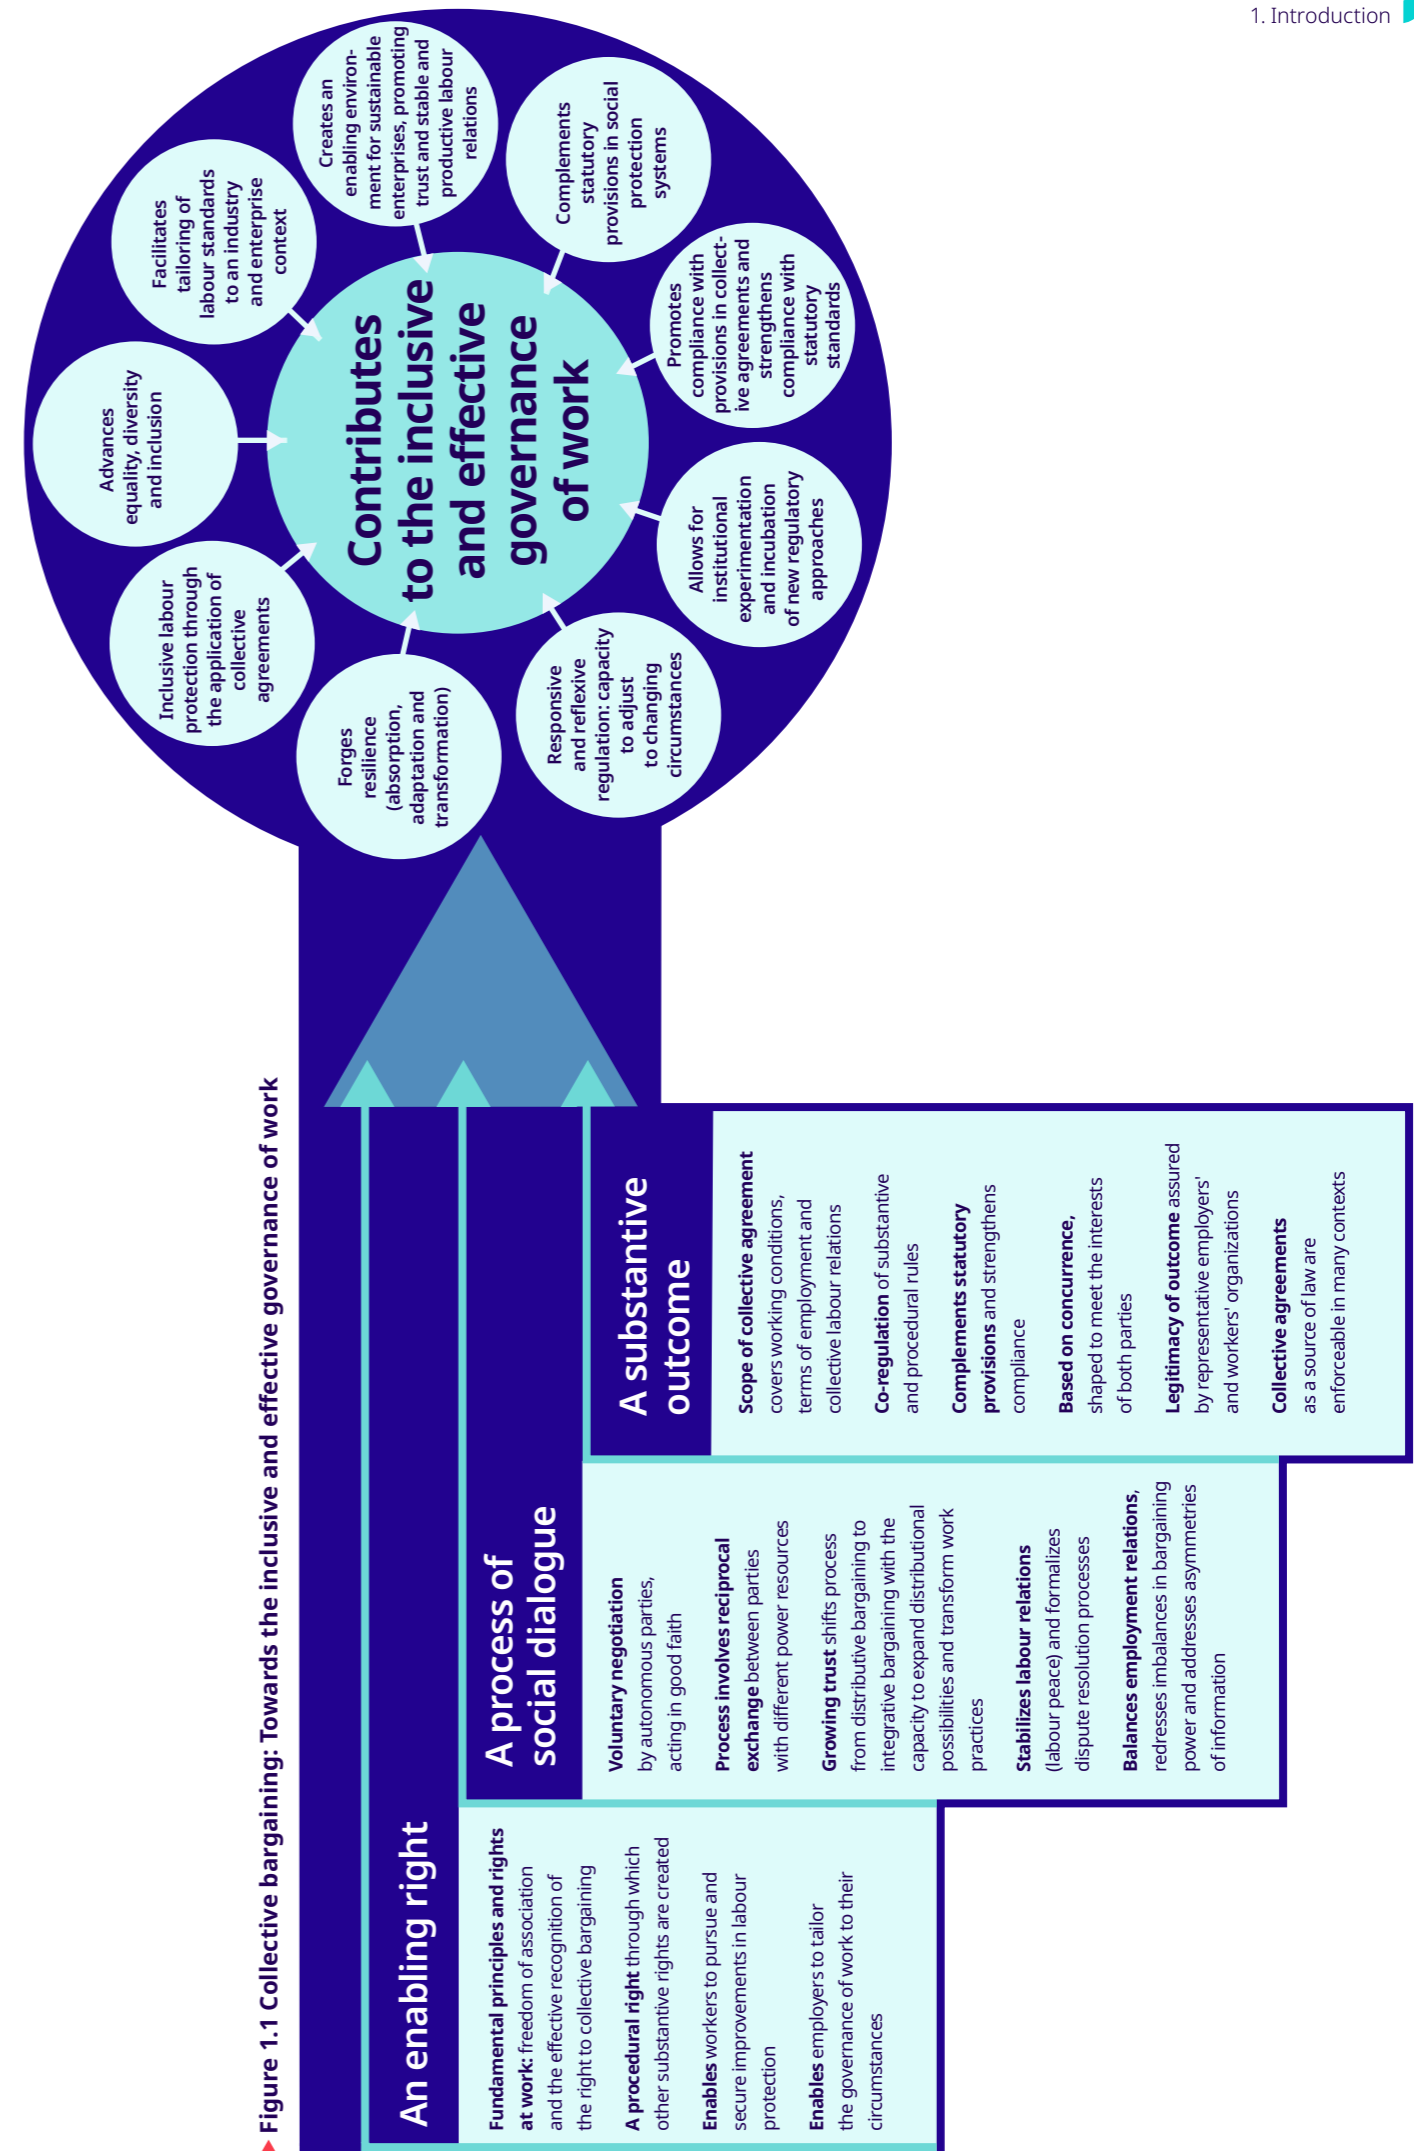 1. Introduction
Figure 1.1 Collective bargaining: Towards the inclusive and effective governance of work
An enabling right
Fundamental principles and rights
at work: freedom of association
and the effective recognition of
the right to collective bargaining
A procedural right through which
other substantive rights are created
Enables workers to pursue and
secure improvements in labour
protection
Enables employers to tailor
the governance of work to their
circumstances
A process of
social dialogue
Voluntary negotiation
by autonomous parties,
acting in good faith
Process involves reciprocal
exchange between parties
with different power resources
Growing trust shifts process
from distributive bargaining to
integrative bargaining with the
capacity to expand distributional
possibilities and transform work
practices
Stabilizes labour relations
(labour peace) and formalizes
dispute resolution processes
Balances employment relations,
redresses imbalances in bargaining
power and addresses asymmetries
of information
A substantive
outcome
Scope of collective agreement
covers working conditions,
terms of employment and
collective labour relations
Co-regulation of substantive
and procedural rules
Complements statutory
provisions and strengthens
compliance
Based on concurrence,
shaped to meet the interests
of both parties
Legitimacy of outcome assured
by representative employers'
and workers' organizations
Collective agreements
as a source of law are
enforceable in many contexts
Contributes
to the inclusive
and effective
governance
of work
Forges
resilience
(absorption,
adaptation and
transformation)
Inclusive labour
protection through
the application of
collective
agreements
Advances
equality, diversity
and inclusion
Facilitates
tailoring of
labour standards
to an industry
and enterprise
context
Creates an
enabling environ-
ment for sustainable
enterprises, promoting
trust and stable and
productive labour
relations
Complements
statutory
provisions in social
protection
systems
Promotes
compliance with
provisions in collect-
ive agreements and
strengthens
compliance with
statutory
standards
Allows for
institutional
experimentation
and incubation
of new regulatory
approaches
Responsive
and reflexive
regulation: capacity
to adjust
to changing
circumstances